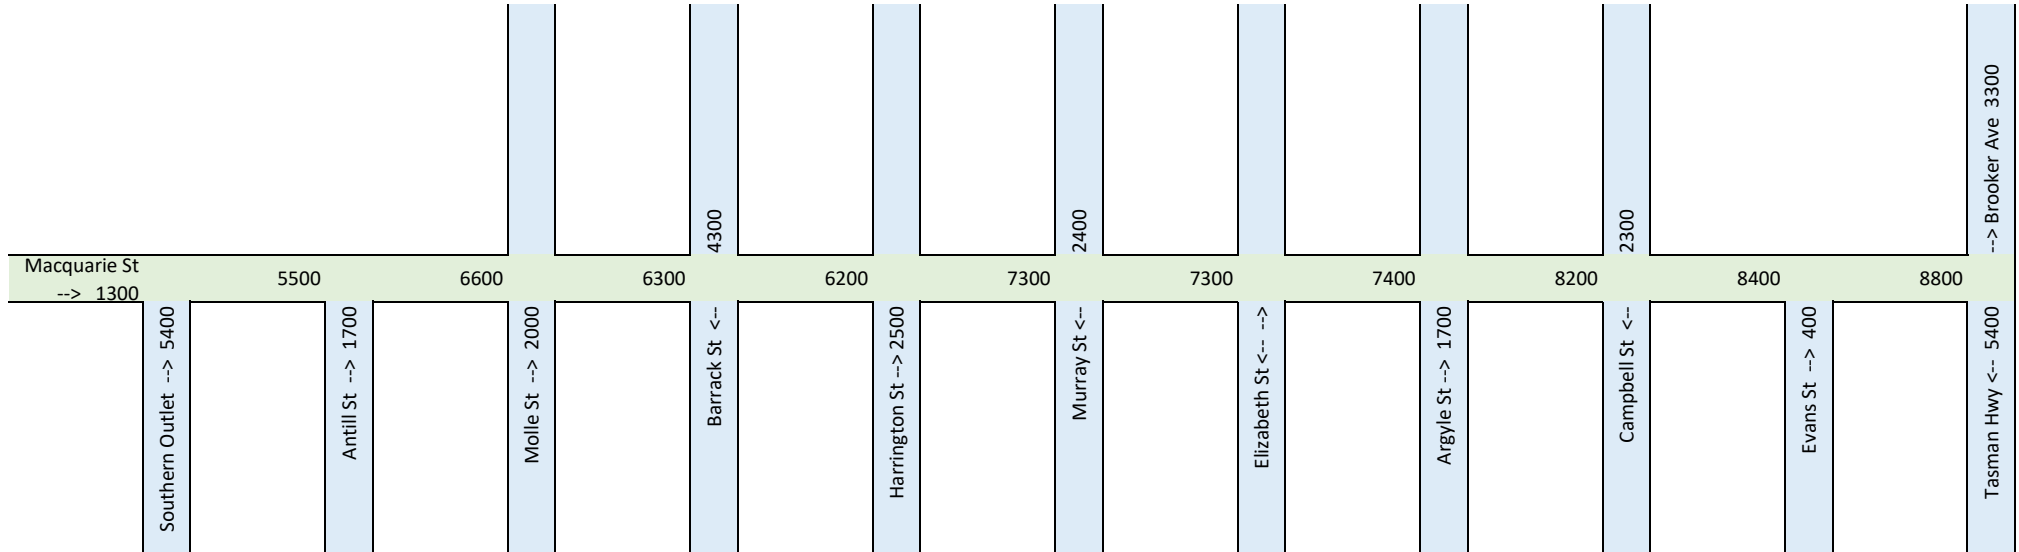 --> Brooker Ave 3300
4300
2400
2300
Macquarie St
--> 1300
5500
6600
6300
6200
7300
7300
7400
8200
8400
8800
Southern Outlet --> 5400
Antill St --> 1700
Molle St --> 2000
Barrack St <--
Harrington St --> 2500
Murray St <--
Elizabeth St <-- -->
Argyle St --> 1700
Campbell St <--
Evans St --> 400
Tasman Hwy <-- 5400